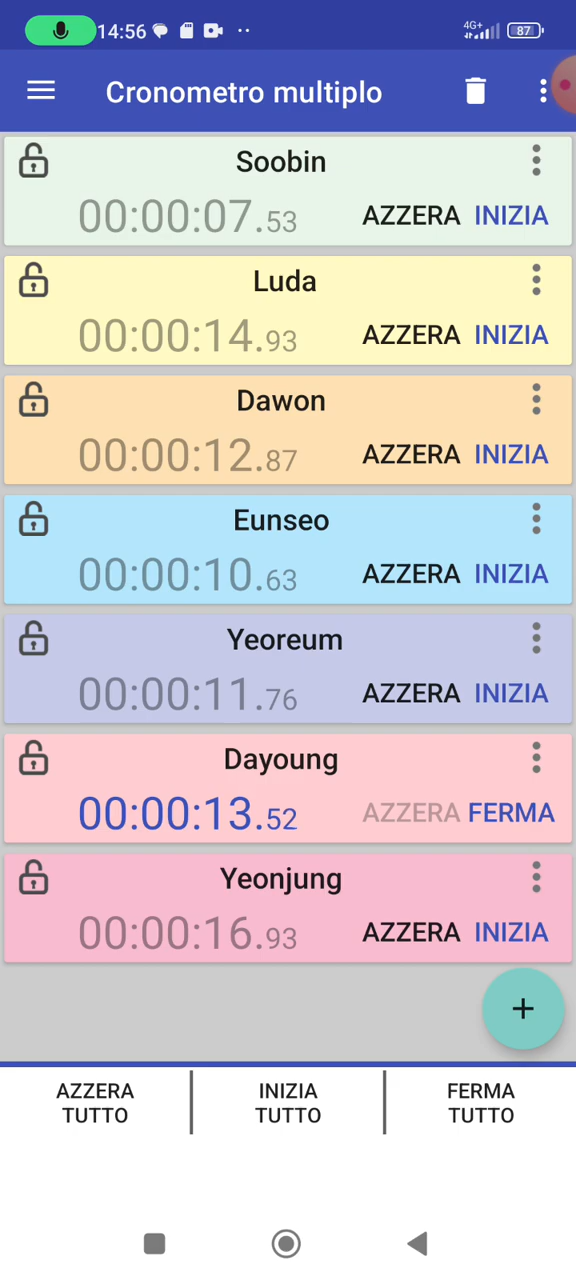 14:56 4G+ 87
Cronometro multiplo
Soobin
00:00:07.53 AZZERA INIZIA
Luda
00:00:14.93 AZZERA INIZIA
Dawon
00:00:12.87 AZZERA INIZIA
Eunseo
00:00:10.63 AZZERA INIZIA
Yeoreum
00:00:11.76 AZZERA INIZIA
Dayoung
00:00:13.52 AZZERA FERMA
Yeonjung
00:00:16.93 AZZERA INIZIA
+
AZZERA
TUTTO
INIZIA
TUTTO
FERMA
TUTTO